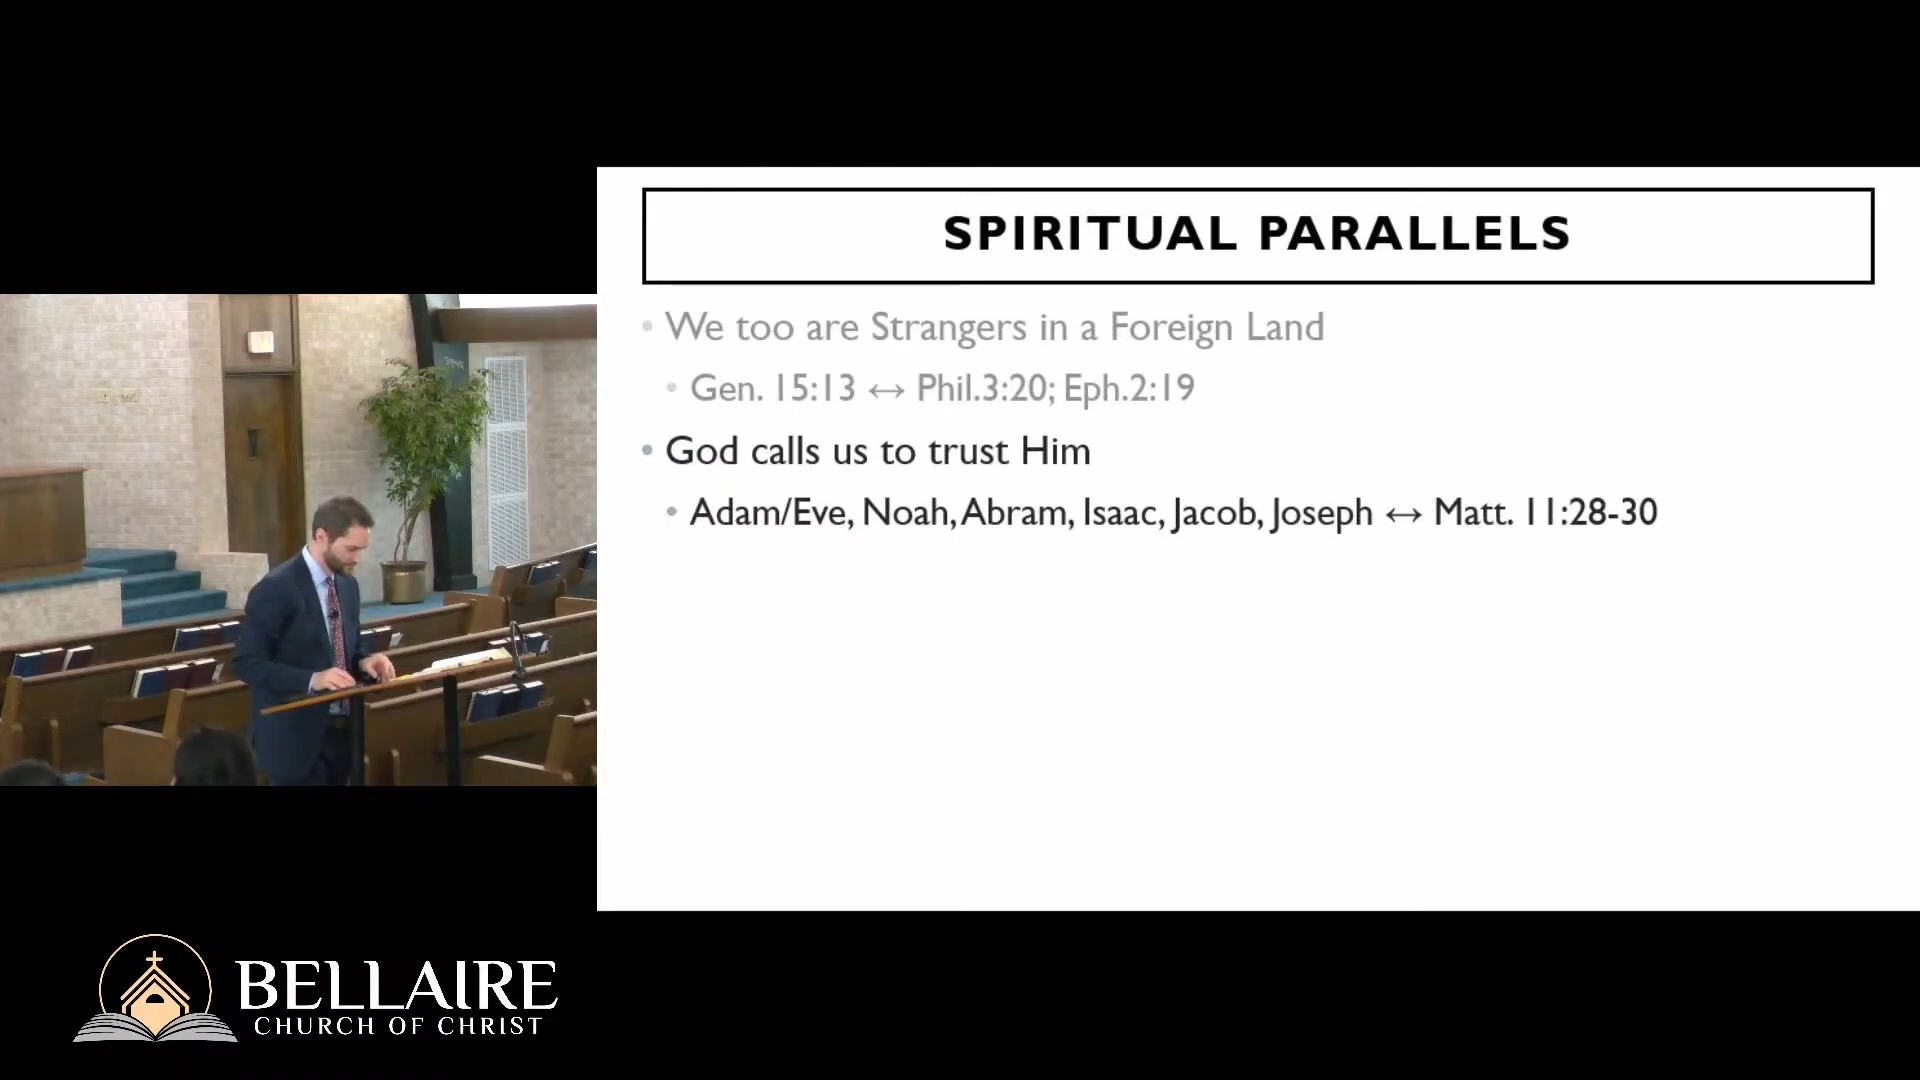 SPIRITUAL PARALLELS
• We too are Strangers in a Foreign Land
• Gen. 15:13 ↔ Phil.3:20; Eph.2:19
• God calls us to trust Him
• Adam/Eve, Noah, Abram, Isaac, Jacob, Joseph ↔ Matt. 11:28-30
BELLAIRE
CHURCH OF CHRIST